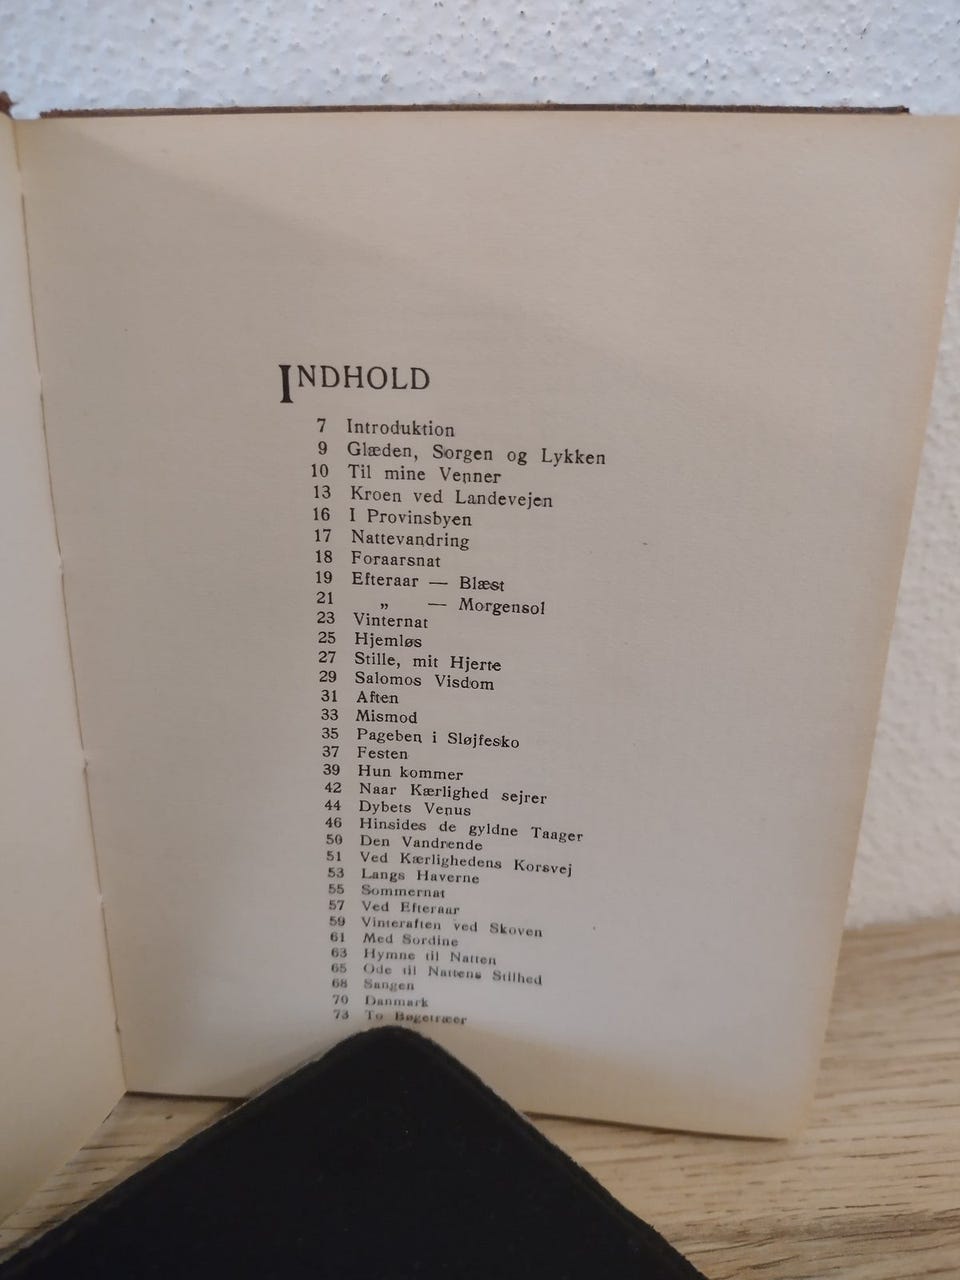 INDHOLD
7 Introduktion
9 Glæden, Sorgen og Lykken
10 Til mine Venner
13 Kroen ved Landevejen
16 I Provinsbyen
17 Nattevandring
18 Foraarsnat
19 Efteraar — Blæst
21 „ — Morgensol
23 Vinternat
25 Hjemløs
27 Stille, mit Hjerte
29 Salomos Visdom
31 Aften
33 Mismod
35 Pageben i Sløjfesko
37 Festen
39 Hun kommer
42 Naar Kærlighed sejrer
44 Dybets Venus
46 Hinsides de gyldne Taager
50 Den Vandrende
51 Ved Kærlighedens Korsvej
53 Langs Haverne
55 Sommernat
57 Ved Efteraar
59 Vinteraften ved Skoven
61 Med Sordine
63 Hymne til Natten
65 Ode til Nattens Stilhed
68 Sangen
70 Danmark
73 To Bøgetræer